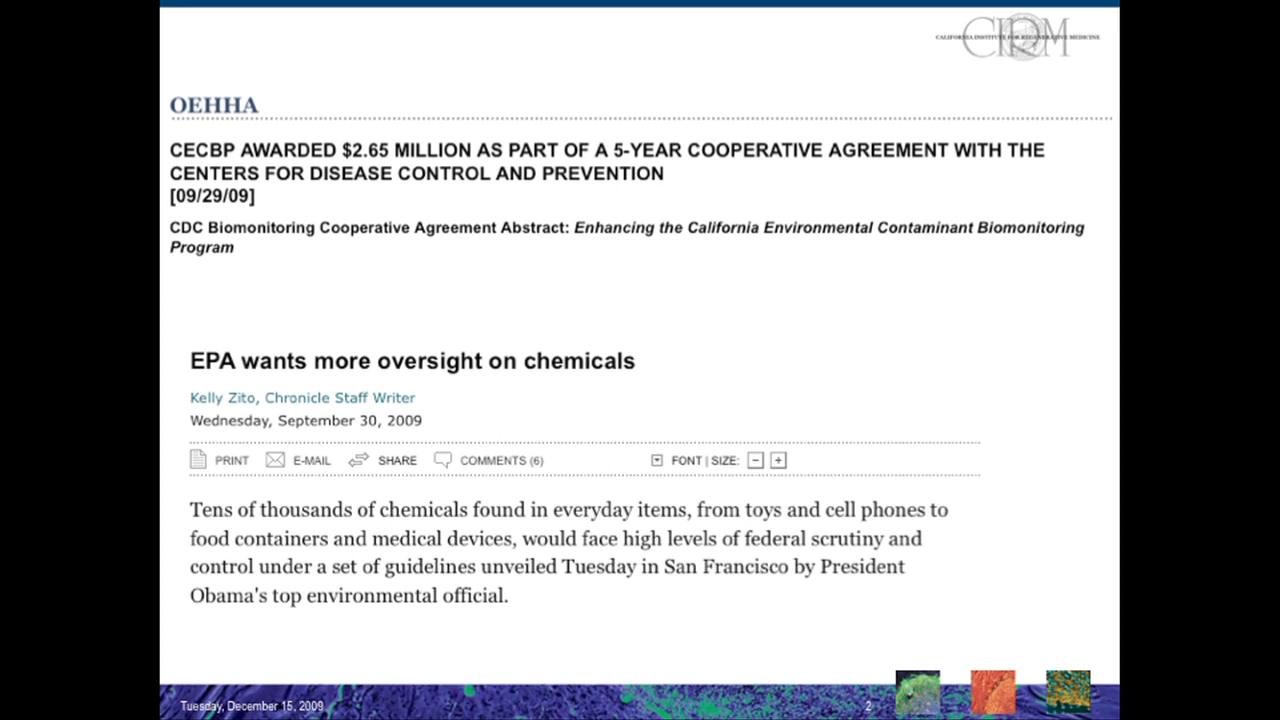 CIRM
CALIFORNIA INSTITUTE FOR REGENERATIVE MEDICINE
OEHHA
CECBP AWARDED $2.65 MILLION AS PART OF A 5-YEAR COOPERATIVE AGREEMENT WITH THE
CENTERS FOR DISEASE CONTROL AND PREVENTION
[09/29/09]
CDC Biomonitoring Cooperative Agreement Abstract: Enhancing the California Environmental Contaminant Biomonitoring
Program
EPA wants more oversight on chemicals
Kelly Zito, Chronicle Staff Writer
Wednesday, September 30, 2009
PRINT E-MAIL SHARE COMMENTS (6) FONT | SIZE: − +
Tens of thousands of chemicals found in everyday items, from toys and cell phones to
food containers and medical devices, would face high levels of federal scrutiny and
control under a set of guidelines unveiled Tuesday in San Francisco by President
Obama's top environmental official.
Tuesday, December 15, 2009 2